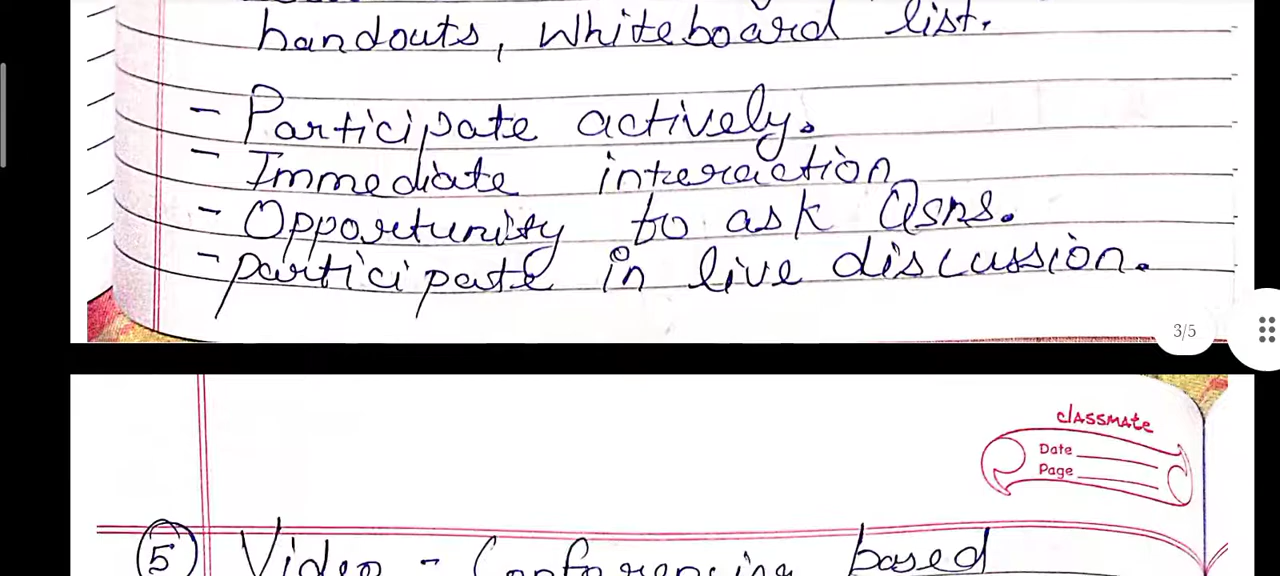 handouts, Whiteboard list.
- Participate actively.
- Immediate interaction
- Opportunity to ask Qsns.
- participate in live discussion.
3/5
classmate
Date
Page
5 Video - Conferencing based